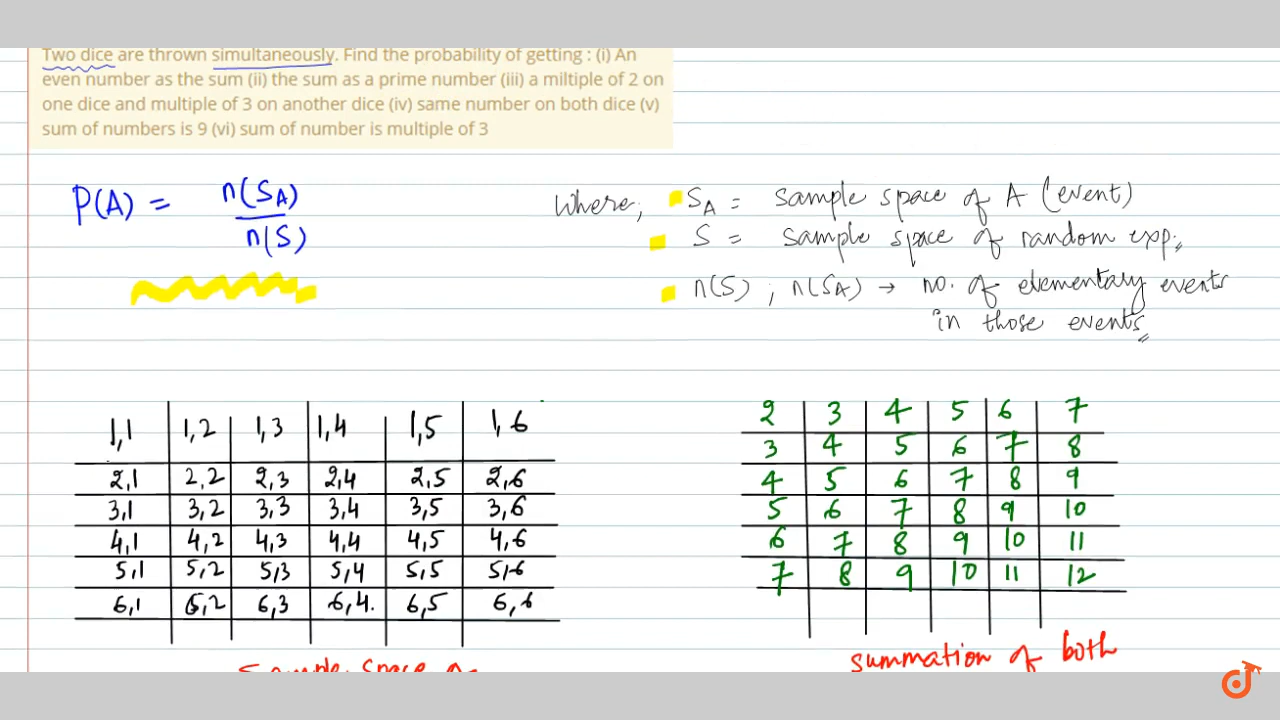 Two dice are thrown simultaneously. Find the probability of getting : (i) An
even number as the sum (ii) the sum as a prime number (iii) a miltiple of 2 on
one dice and multiple of 3 on another dice (iv) same number on both dice (v)
sum of numbers is 9 (vi) sum of number is multiple of 3
P(A) = n(SA)
n(S)
Where; SA = sample space of A (event)
S = sample space of random exp.
n(S) ; n(SA) → no. of elementary events
in those events
1,1 1,2 1,3 1,4 1,5 1,6
2,1 2,2 2,3 2,4 2,5 2,6
3,1 3,2 3,3 3,4 3,5 3,6
4,1 4,2 4,3 4,4 4,5 4,6
5,1 5,2 5,3 5,4 5,5 5,6
6,1 6,2 6,3 6,4. 6,5 6,6
2 3 4 5 6 7
3 4 5 6 7 8
4 5 6 7 8 9
5 6 7 8 9 10
6 7 8 9 10 11
7 8 9 10 11 12
Sample space
summation of both